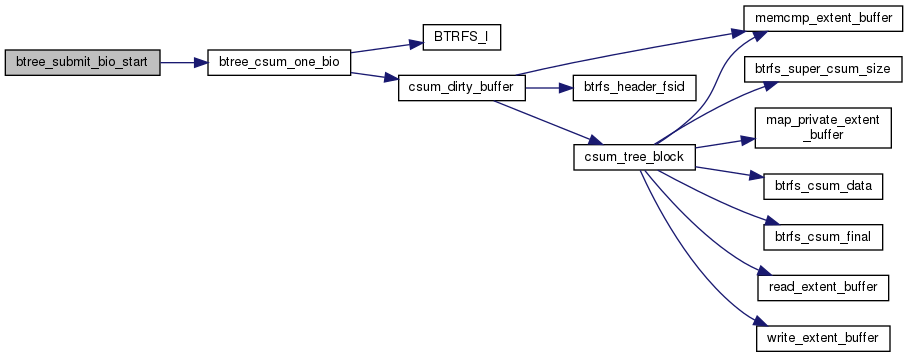 btree_submit_bio_start
btree_csum_one_bio
BTRFS_I
csum_dirty_buffer
btrfs_header_fsid
csum_tree_block
memcmp_extent_buffer
btrfs_super_csum_size
map_private_extent
_buffer
btrfs_csum_data
btrfs_csum_final
read_extent_buffer
write_extent_buffer